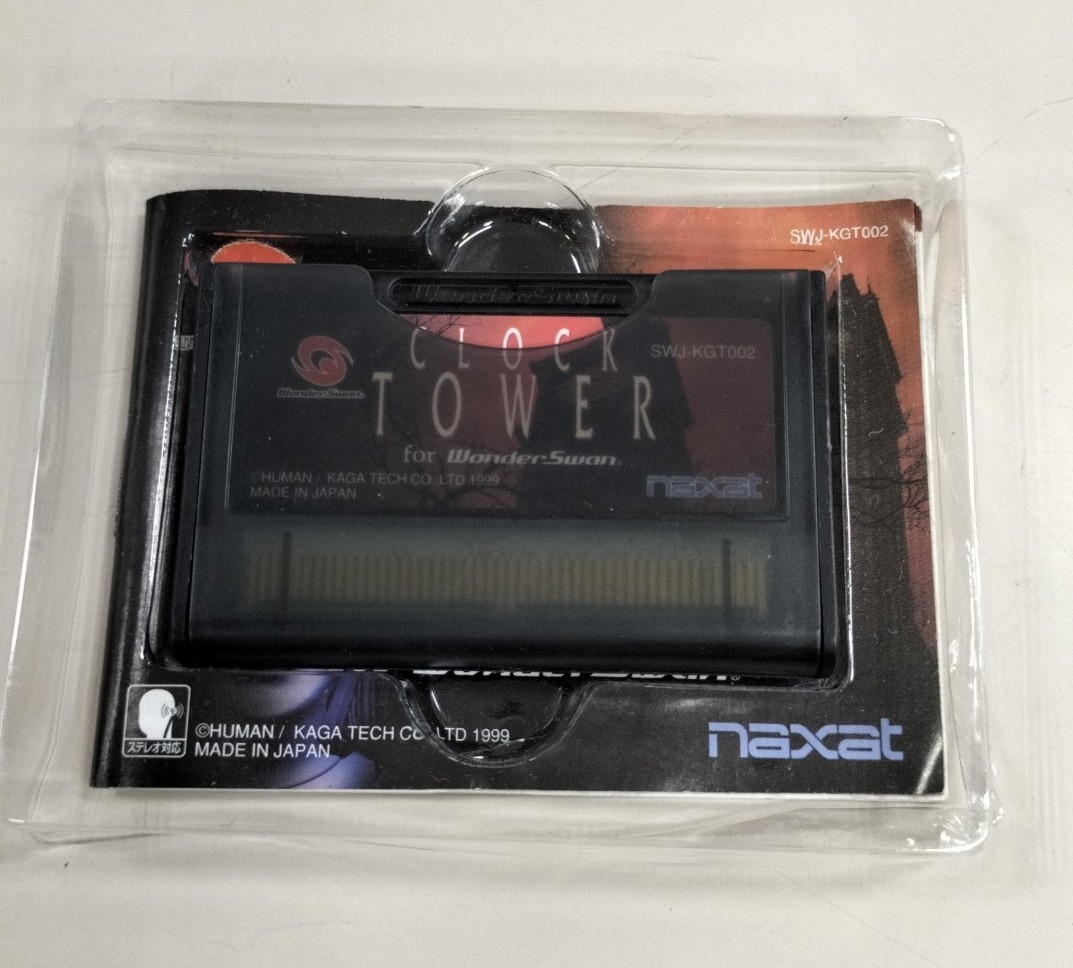 SWJ-KGT002
WonderSwan
CLOCK
SWJ-KGT002
WonderSwan
TOWER
for WonderSwan
©HUMAN / KAGA TECH CO.,LTD 1999
MADE IN JAPAN
naxat
WonderSwan®
ステレオ対応
©HUMAN / KAGA TECH CO.,LTD 1999
MADE IN JAPAN
naxat